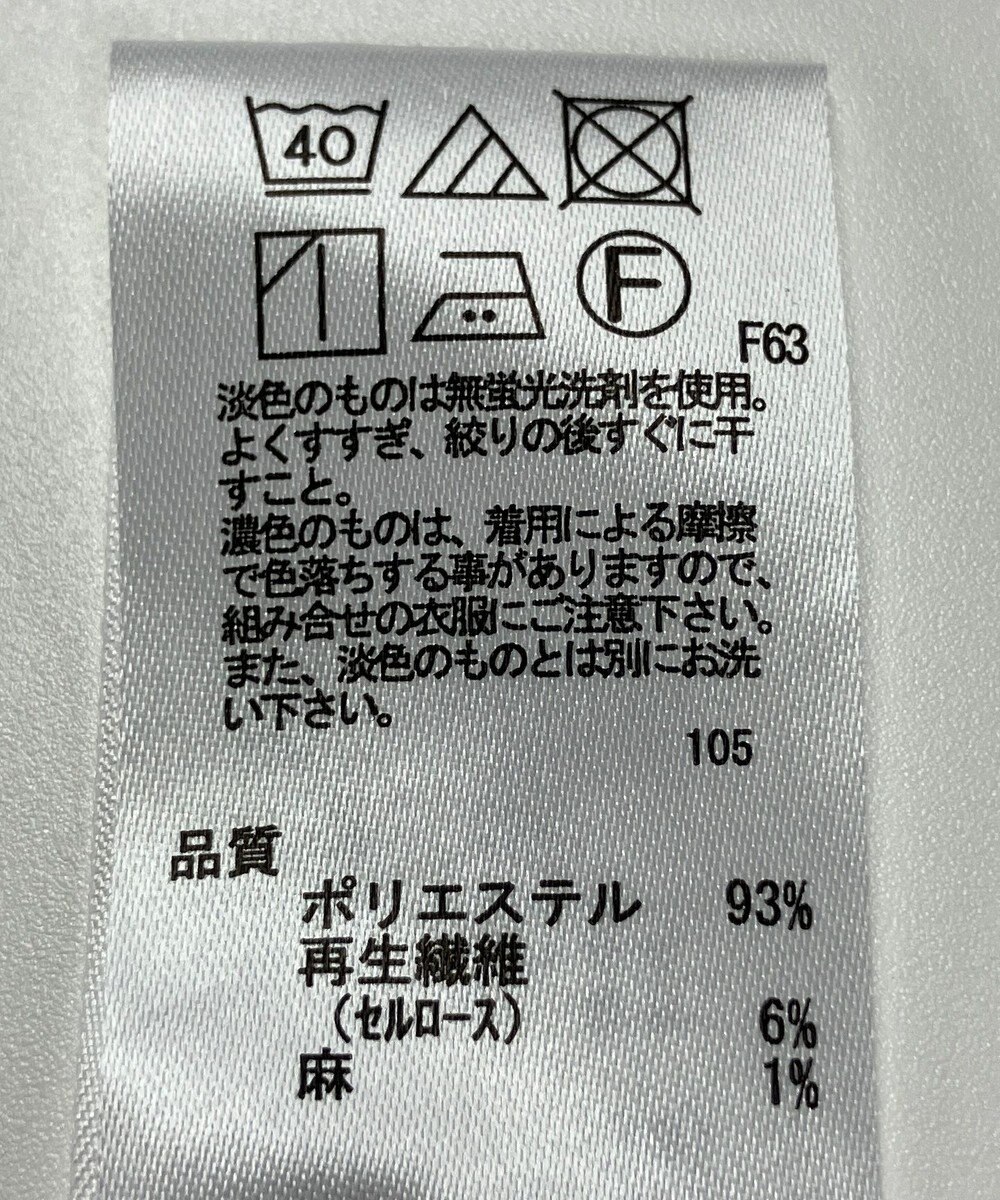 40
F
F63
淡色のものは無蛍光洗剤を使用。
よくすすぎ、絞りの後すぐに干
すこと。
濃色のものは、着用による摩擦
で色落ちする事がありますので、
組み合せの衣服にご注意下さい。
また、淡色のものとは別にお洗
い下さい。
105
品質
ポリエステル 93%
再生繊維
(セルロース) 6%
麻 1%